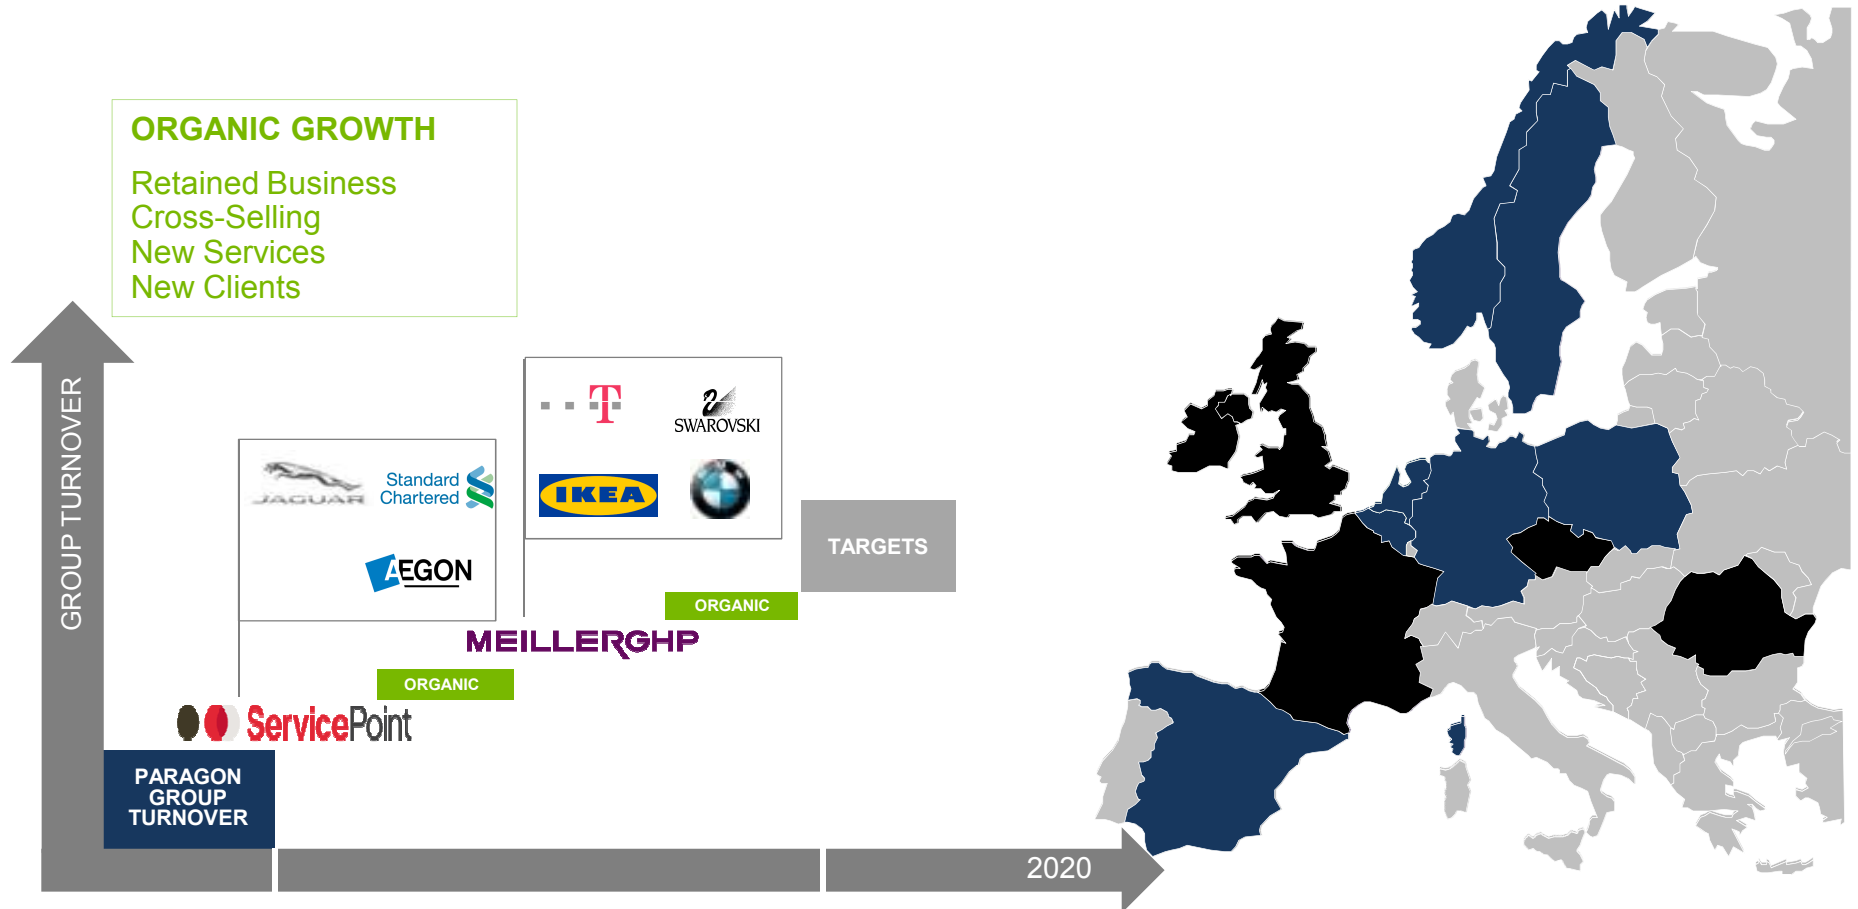 ORGANIC GROWTH
Retained Business
Cross-Selling
New Services
New Clients
GROUP TURNOVER
T
SWAROVSKI
IKEA
JAGUAR
Standard
Chartered
AEGON
TARGETS
ORGANIC
MEILLERGHP
ORGANIC
ServicePoint
PARAGON
GROUP
TURNOVER
2020